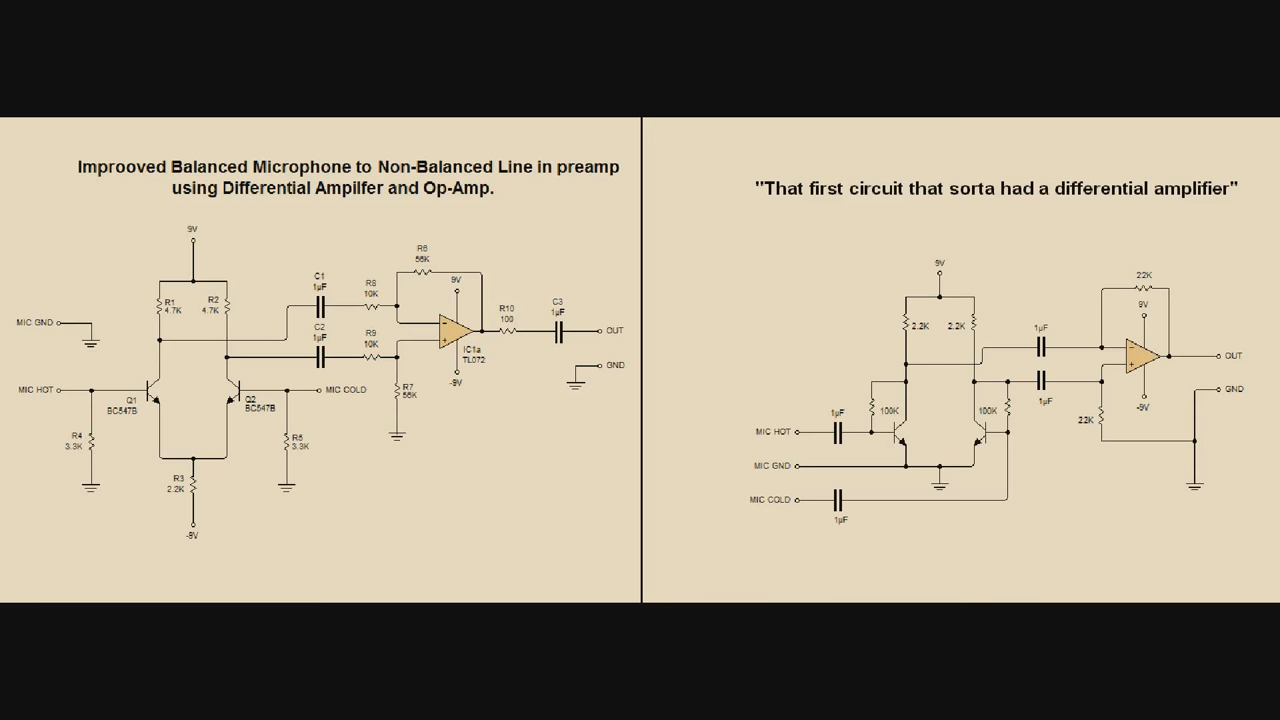 Improoved Balanced Microphone to Non-Balanced Line in preamp
using Differential Ampilfer and Op-Amp.
9V
R1
4.7K
R2
4.7K
MIC GND
MIC HOT
Q1
BC547B
Q2
BC547B
MIC COLD
R4
3.3K
R5
3.3K
R3
2.2K
-9V
C1
1µF
C2
1µF
R8
10K
R9
10K
R6
56K
9V
IC1a
TL072
-9V
R7
56K
R10
100
C3
1µF
OUT
GND
"That first circuit that sorta had a differential amplifier"
9V
2.2K
2.2K
100K
100K
1µF
MIC HOT
MIC GND
MIC COLD
1µF
1µF
1µF
22K
9V
-9V
22K
OUT
GND